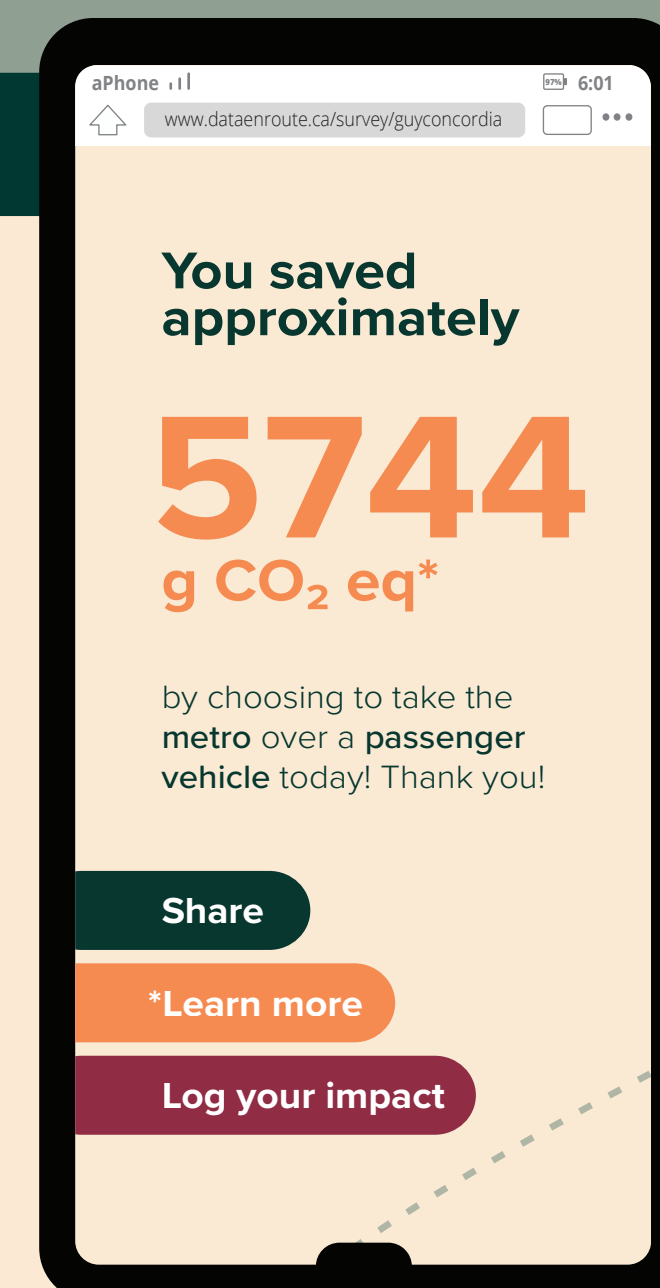 aPhone
97% 6:01
www.dataenroute.ca/survey/guyconcordia
You saved
approximately
5744
g CO₂ eq*
by choosing to take the
metro over a passenger
vehicle today! Thank you!
Share
*Learn more
Log your impact